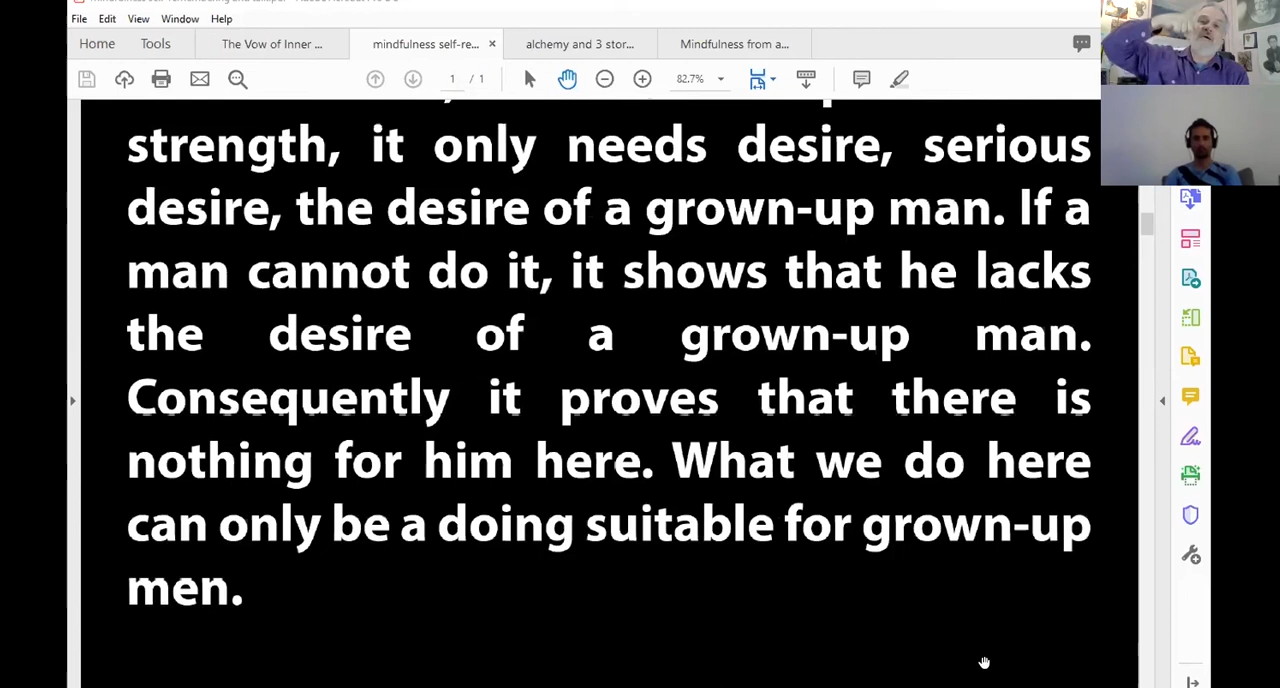 File Edit View Window Help
Home Tools The Vow of Inner ... mindfulness self-re... × alchemy and 3 stor... Mindfulness from a...
1 / 1 82.7%
strength, it only needs desire, serious
desire, the desire of a grown-up man. If a
man cannot do it, it shows that he lacks
the desire of a grown-up man.
Consequently it proves that there is
nothing for him here. What we do here
can only be a doing suitable for grown-up
men.